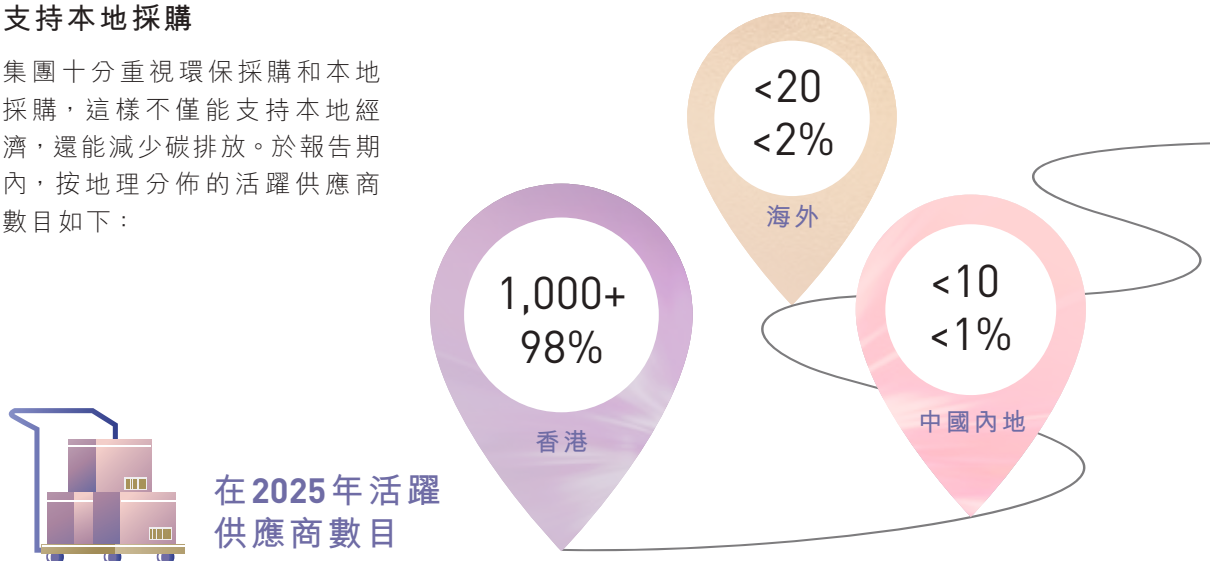 支持本地採購
集團十分重視環保採購和本地
採購，這樣不僅能支持本地經
濟，還能減少碳排放。於報告期
內，按地理分佈的活躍供應商
數目如下：
<20
<2%
海外
1,000+
98%
香港
<10
<1%
中國內地
在2025年活躍
供應商數目